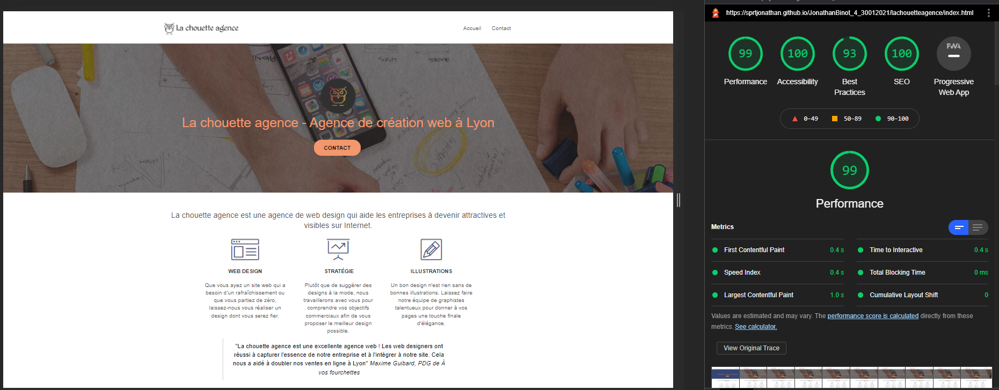 La chouette agence
Accueil
Contact
La chouette agence - Agence de création web à Lyon
CONTACT
La chouette agence est une agence de web design qui aide les entreprises à devenir attractives et
visibles sur Internet.
WEB DESIGN
Que vous ayez un site web qui a
besoin d'un rafraîchissement ou
que vous partiez de zéro,
laissez-nous vous réaliser un
design dont vous serez fier.
STRATÉGIE
Plutôt que de suggérer des
designs à la mode, nous
travaillerons avec vous pour
comprendre vos objectifs
commerciaux afin de vous
proposer le meilleur design
possible.
ILLUSTRATIONS
Un bon design n'est rien sans de
bonnes illustrations. Laissez faire
notre équipe de graphistes
talentueux pour donner à vos
pages une touche finale
d'élégance.
"La chouette agence est une excellente agence web ! Les web designers ont
réussi à capturer l'essence de notre entreprise et à l'intégrer à notre site. Cela
nous a aidé à doubler nos ventes en ligne à Lyon" Maxime Guibard, PDG de À
vos fourchettes
https://sprtjonathan.github.io/JonathanBinot_4_30012021/lachouetteagence/index.html
99
Performance
100
Accessibility
93
Best
Practices
100
SEO
PWA
Progressive
Web App
0-49
50-89
90-100
99
Performance
Metrics
First Contentful Paint 0.4 s
Time to Interactive 0.4 s
Speed Index 0.4 s
Total Blocking Time 0 ms
Largest Contentful Paint 1.0 s
Cumulative Layout Shift 0
Values are estimated and may vary. The performance score is calculated directly from these
metrics. See calculator.
View Original Trace